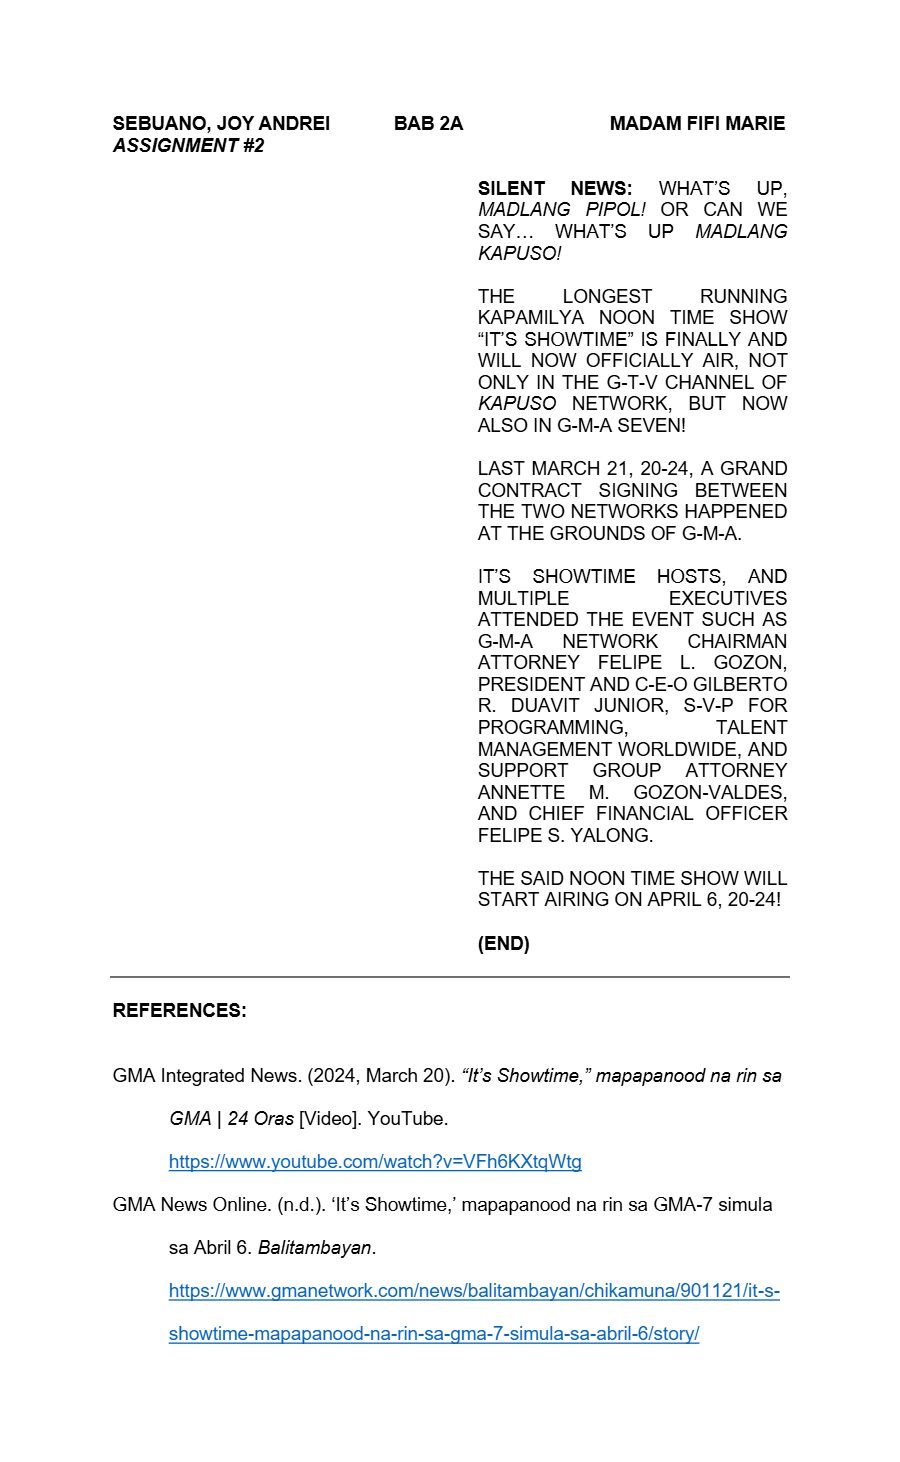 SEBUANO, JOY ANDREI BAB 2A MADAM FIFI MARIE
ASSIGNMENT #2
SILENT NEWS: WHAT’S UP,
MADLANG PIPOL! OR CAN WE
SAY… WHAT’S UP MADLANG
KAPUSO!
THE LONGEST RUNNING
KAPAMILYA NOON TIME SHOW
“IT’S SHOWTIME” IS FINALLY AND
WILL NOW OFFICIALLY AIR, NOT
ONLY IN THE G-T-V CHANNEL OF
KAPUSO NETWORK, BUT NOW
ALSO IN G-M-A SEVEN!
LAST MARCH 21, 20-24, A GRAND
CONTRACT SIGNING BETWEEN
THE TWO NETWORKS HAPPENED
AT THE GROUNDS OF G-M-A.
IT’S SHOWTIME HOSTS, AND
MULTIPLE EXECUTIVES
ATTENDED THE EVENT SUCH AS
G-M-A NETWORK CHAIRMAN
ATTORNEY FELIPE L. GOZON,
PRESIDENT AND C-E-O GILBERTO
R. DUAVIT JUNIOR, S-V-P FOR
PROGRAMMING, TALENT
MANAGEMENT WORLDWIDE, AND
SUPPORT GROUP ATTORNEY
ANNETTE M. GOZON-VALDES,
AND CHIEF FINANCIAL OFFICER
FELIPE S. YALONG.
THE SAID NOON TIME SHOW WILL
START AIRING ON APRIL 6, 20-24!
(END)
REFERENCES:
GMA Integrated News. (2024, March 20). “It’s Showtime,” mapapanood na rin sa
GMA | 24 Oras [Video]. YouTube.
https://www.youtube.com/watch?v=VFh6KXtqWtg
GMA News Online. (n.d.). ‘It’s Showtime,’ mapapanood na rin sa GMA-7 simula
sa Abril 6. Balitambayan.
https://www.gmanetwork.com/news/balitambayan/chikamuna/901121/it-s-
showtime-mapapanood-na-rin-sa-gma-7-simula-sa-abril-6/story/